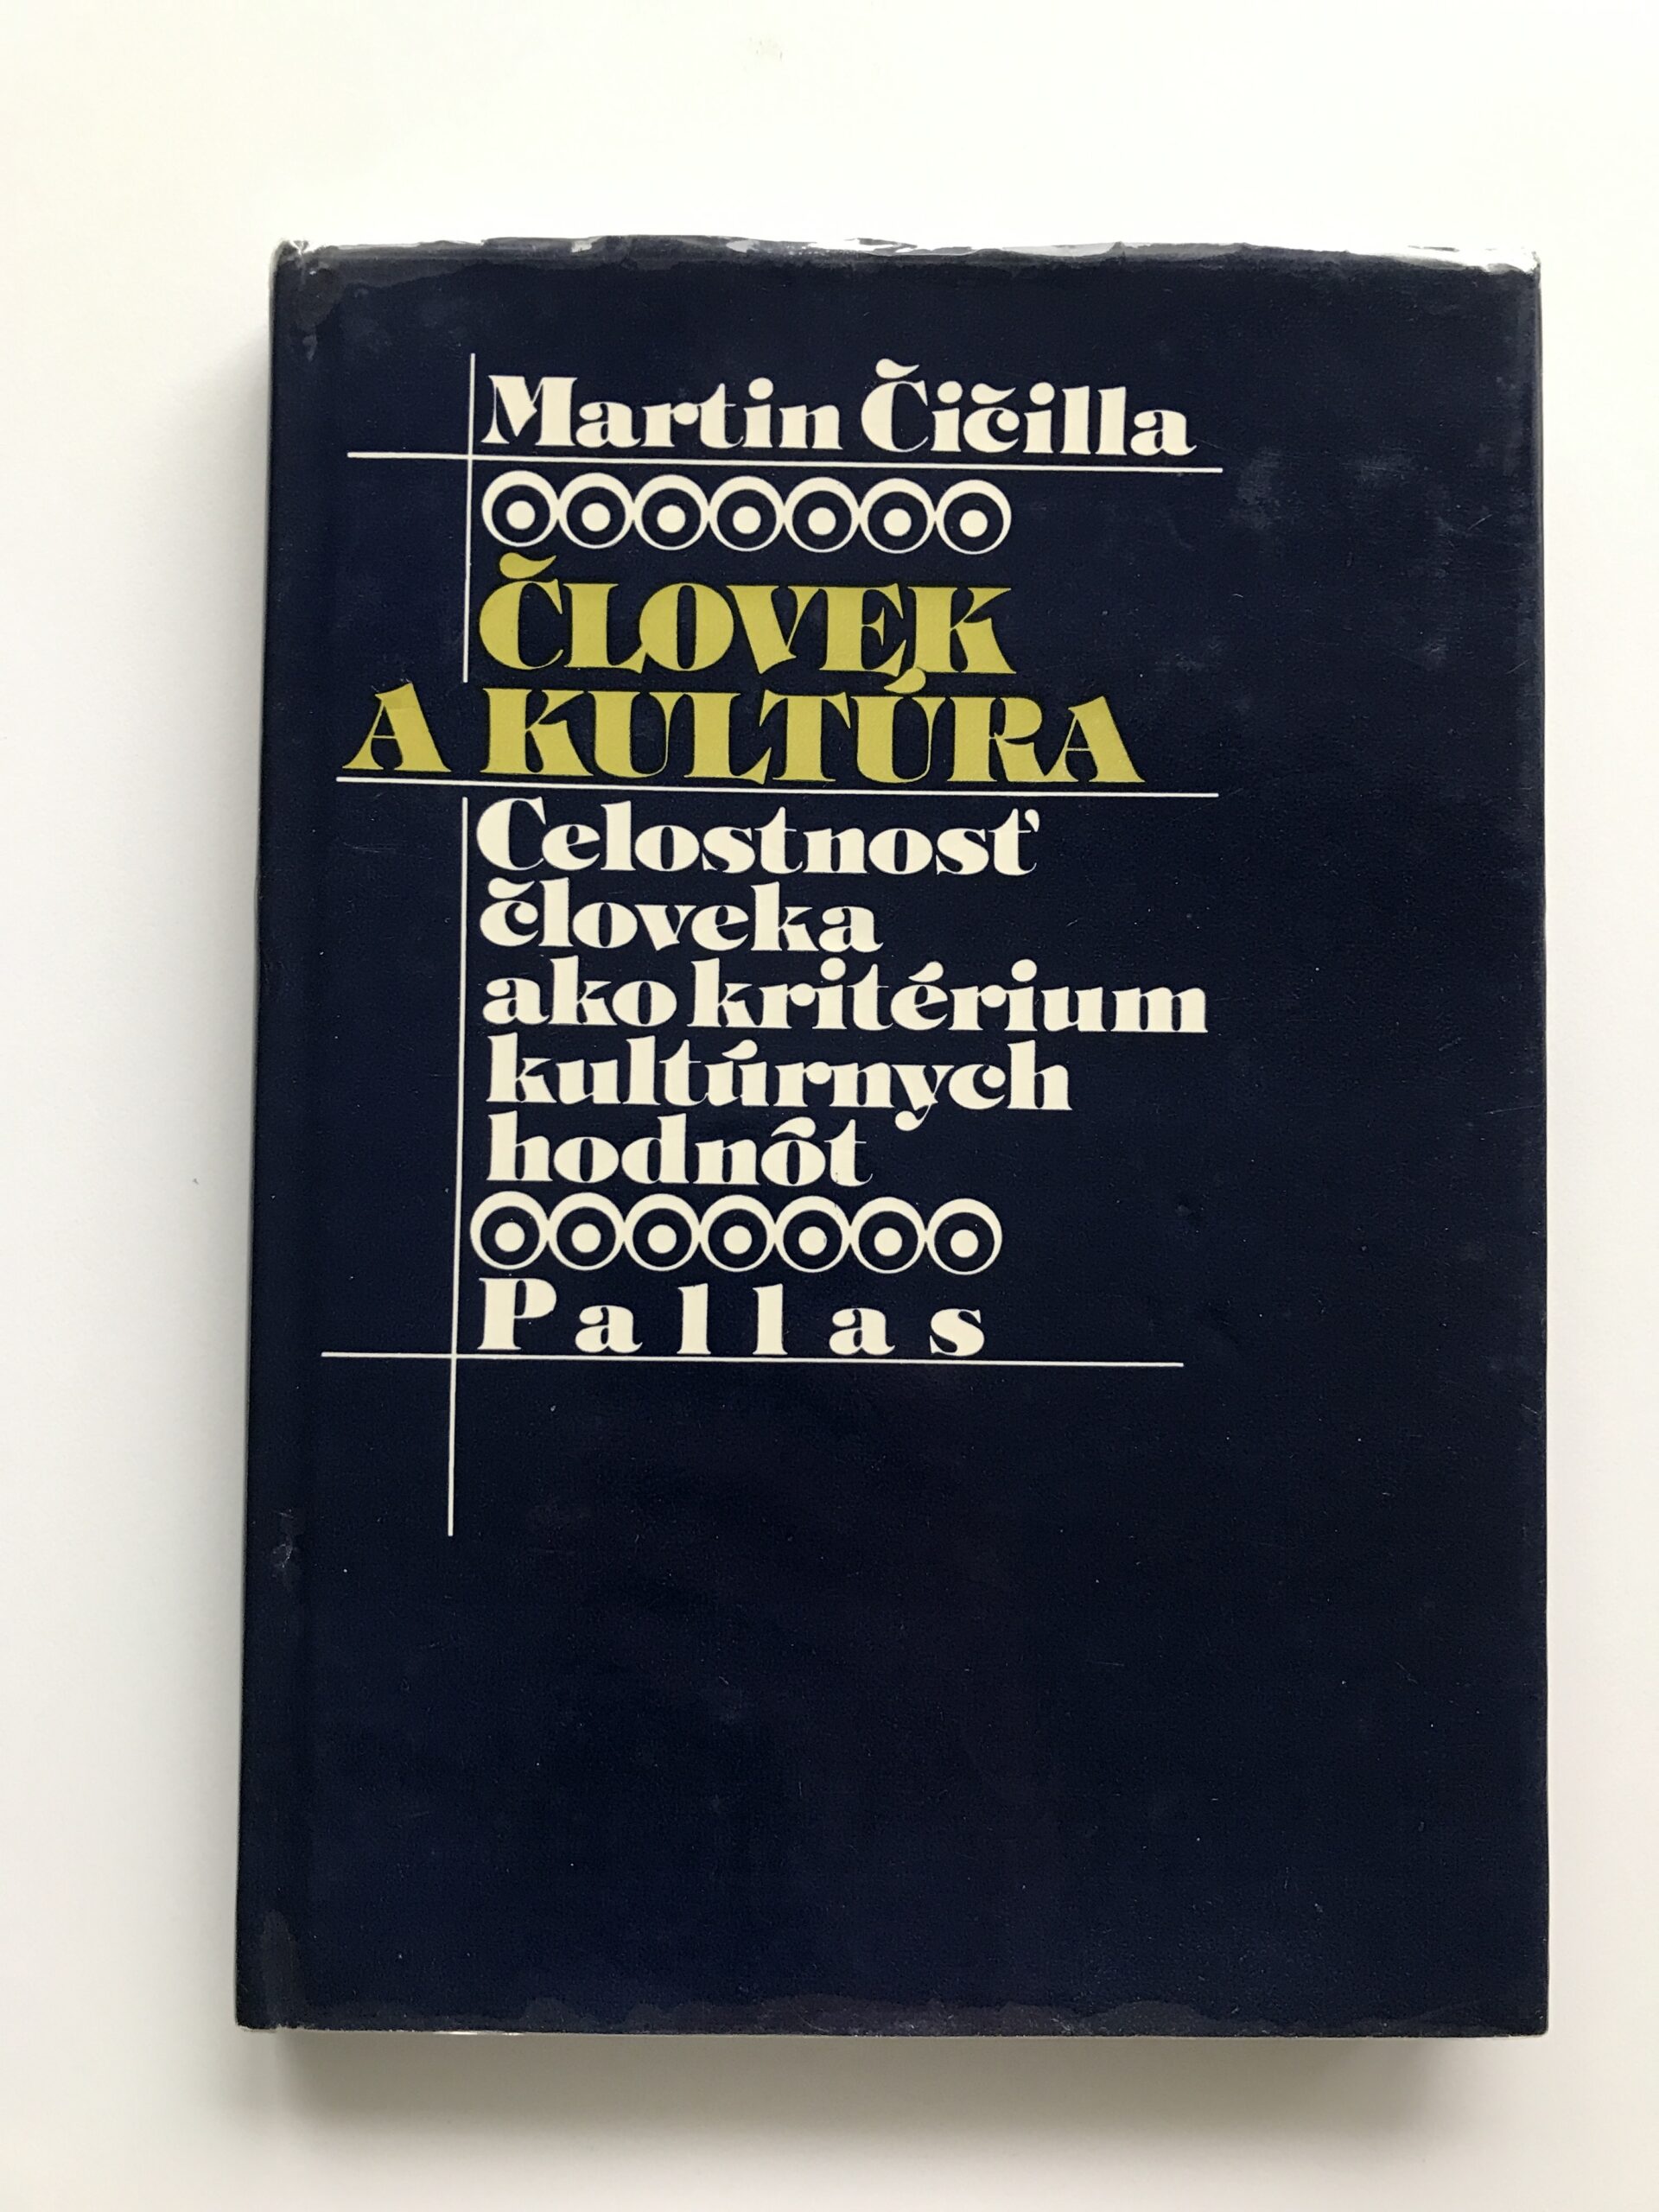 Martin Čičilla
ČLOVEK
A KULTÚRA
Celostnosť
človeka
ako kritérium
kultúrnych
hodnôt
Pallas